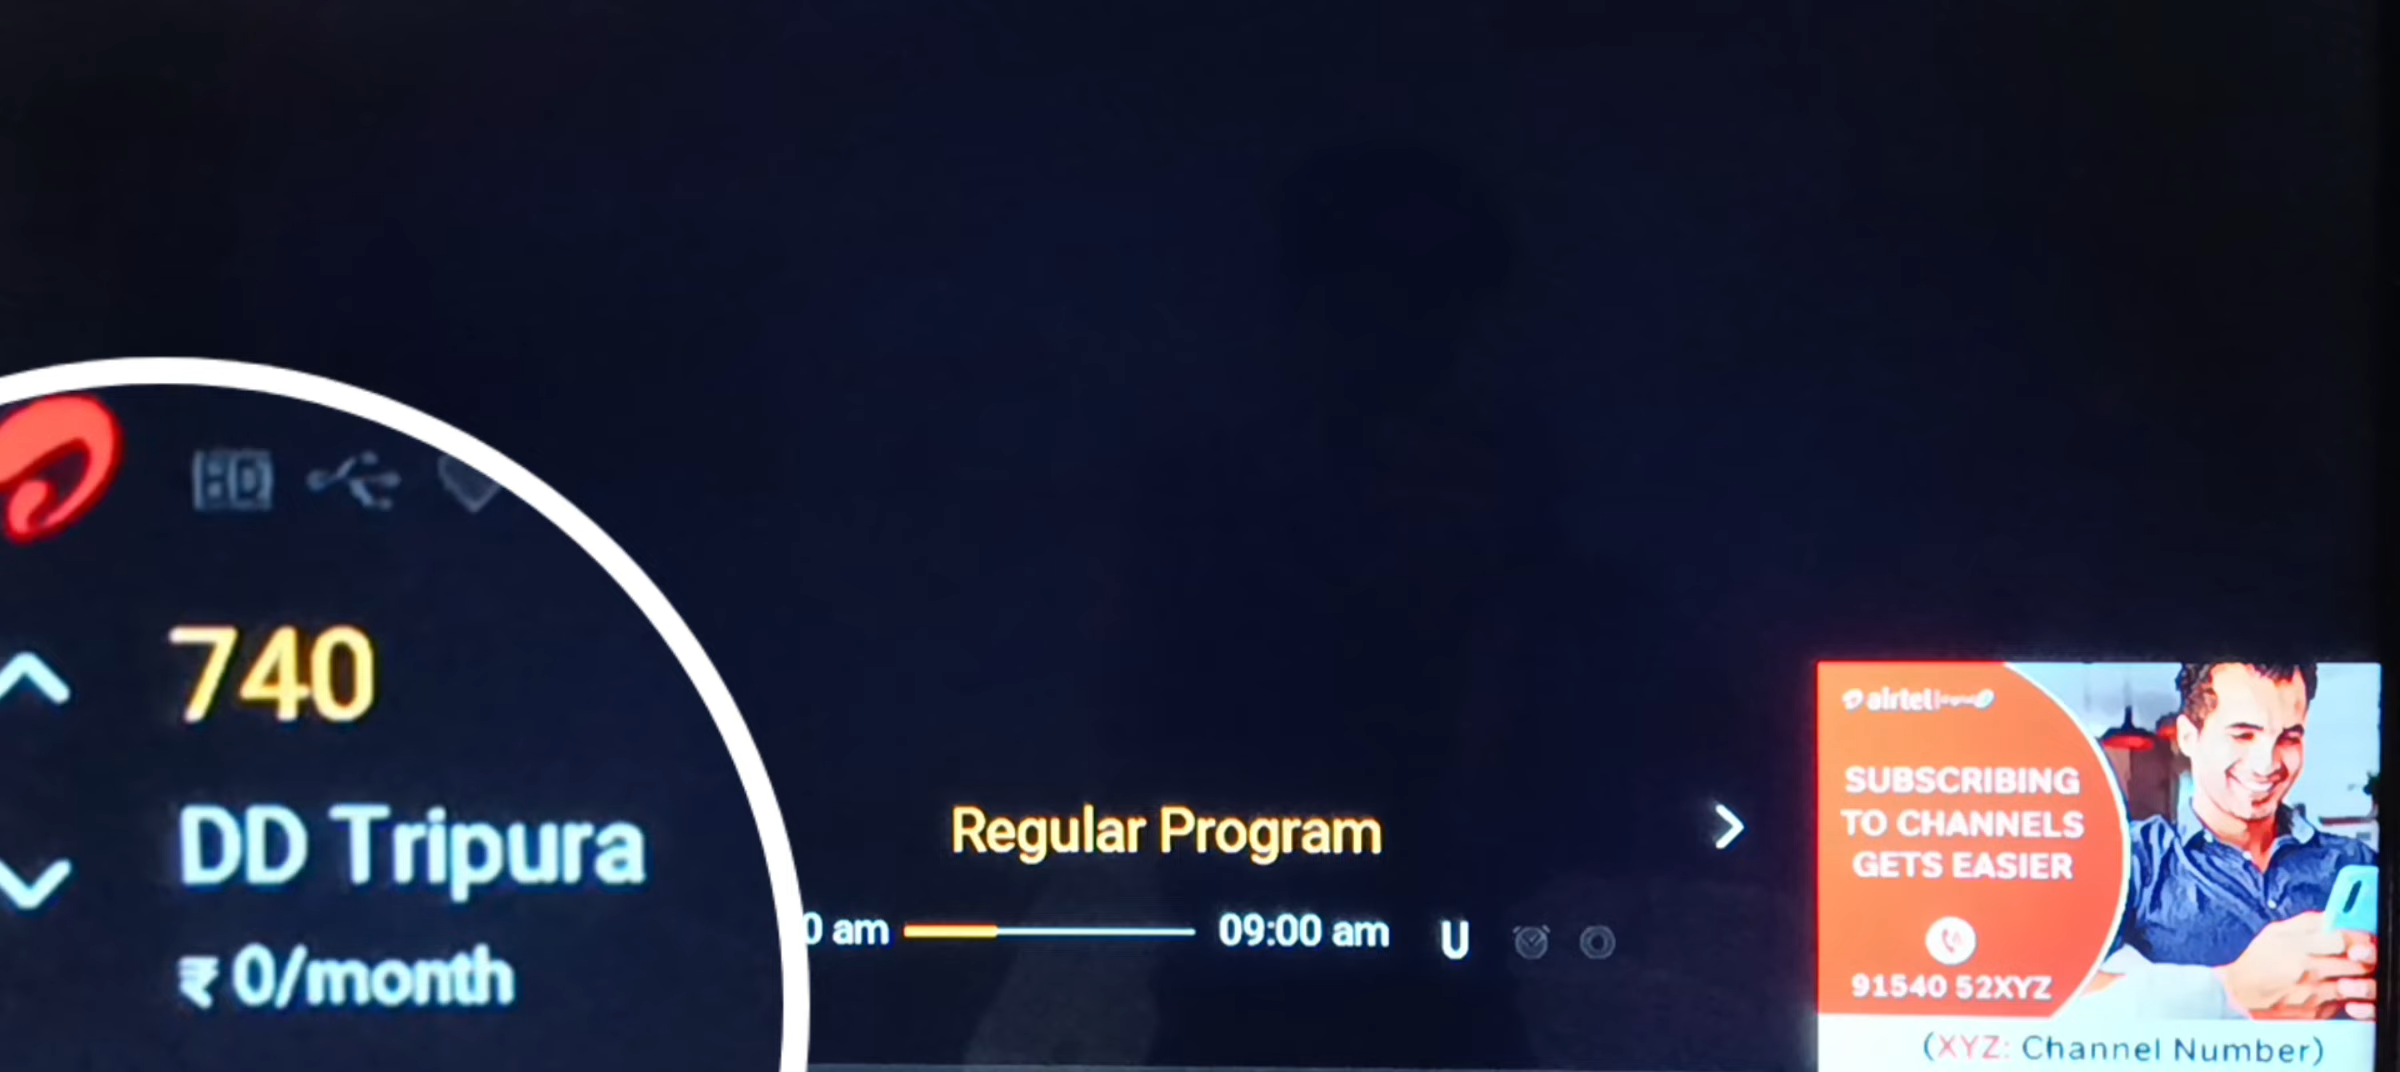 HD
740
DD Tripura
₹ 0/month
Regular Program
0 am
09:00 am
U
airtel
SUBSCRIBING
TO CHANNELS
GETS EASIER
91540 52XYZ
(XYZ: Channel Number)